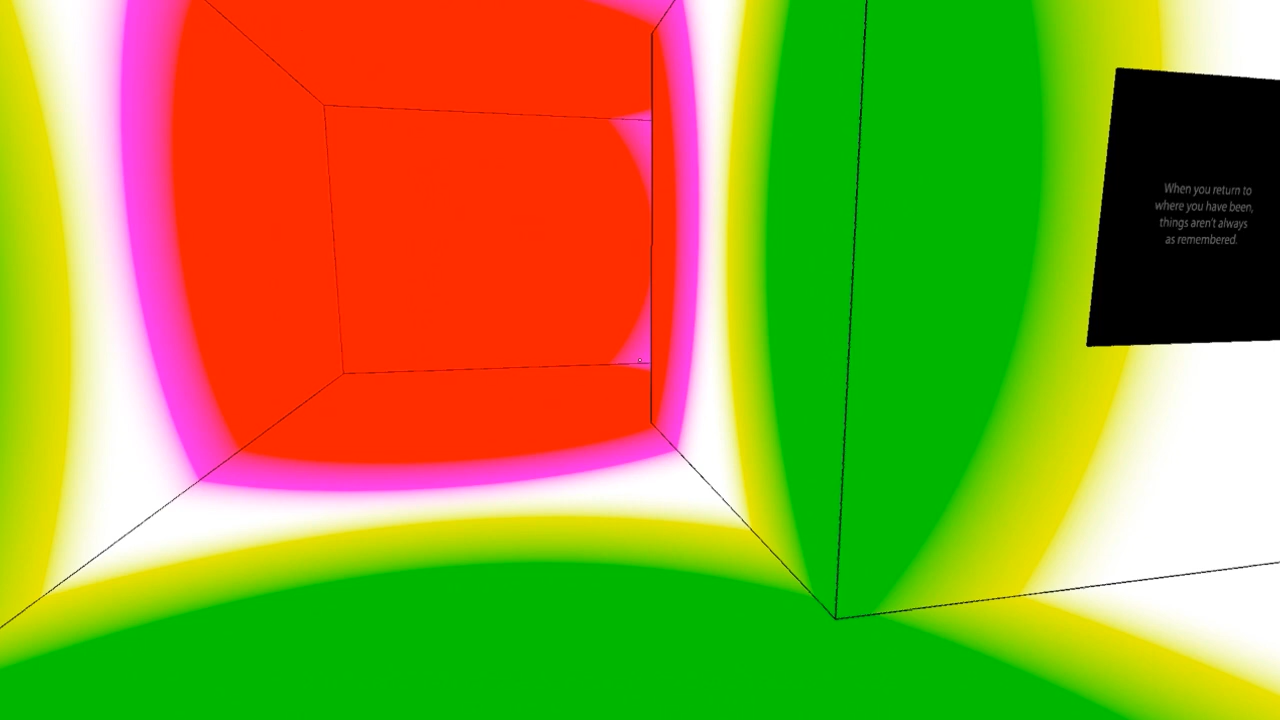 When you return to
where you have been,
things aren't always
as remembered.